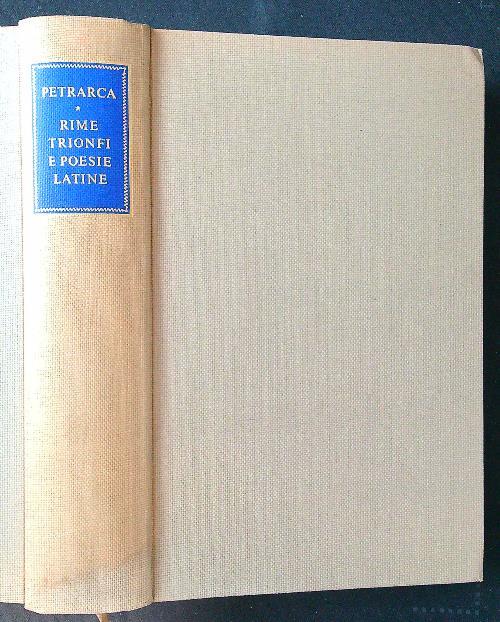 PETRARCA
*
RIME
TRIONFI
E POESIE
LATINE